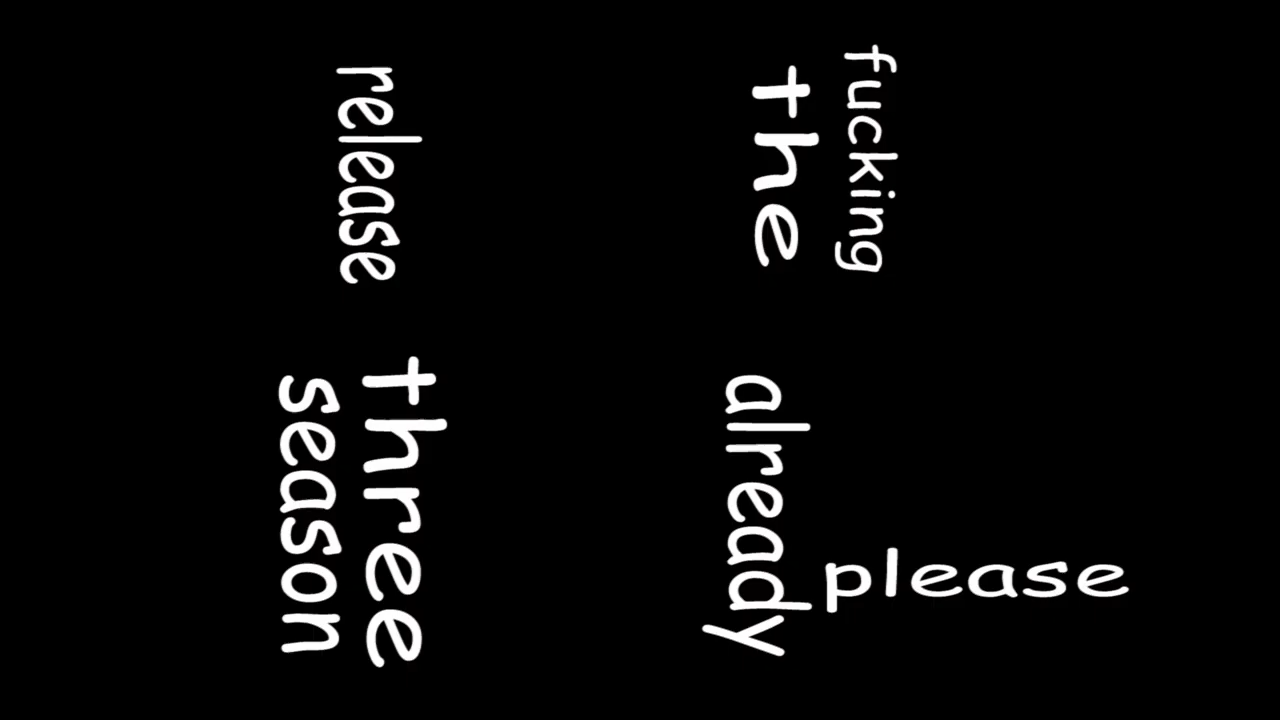 release
the
fucking
season
three
already
please